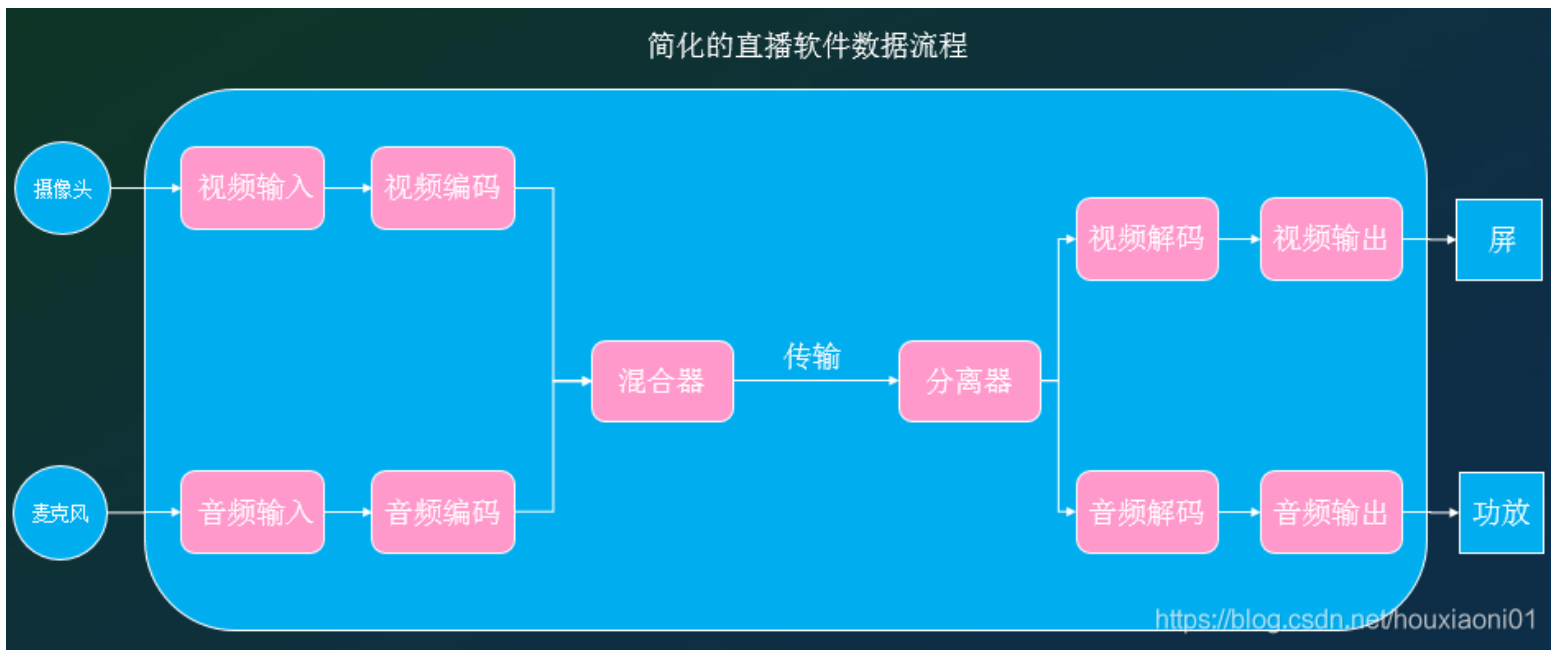 简化的直播软件数据流程
摄像头
视频输入
视频编码
视频解码
视频输出
屏
混合器
传输
分离器
麦克风
音频输入
音频编码
音频解码
音频输出
功放
https://blog.csdn.net/houxiaoni01